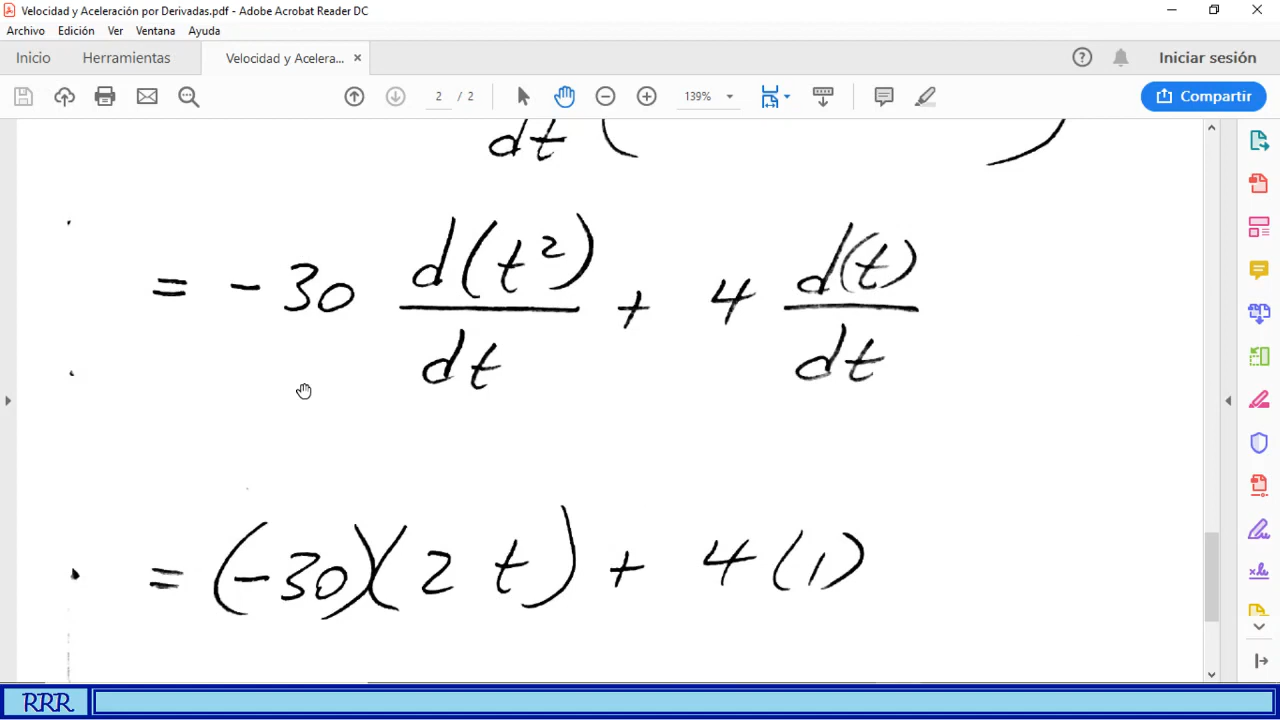 Velocidad y Aceleración por Derivadas.pdf - Adobe Acrobat Reader DC
Archivo Edición Ver Ventana Ayuda
Inicio Herramientas Velocidad y Acelera... × Iniciar sesión
2 / 2 139% Compartir
dt (      )
= -30 d(t²)/dt + 4 d(t)/dt
= (-30)(2 t) + 4(1)
RRR